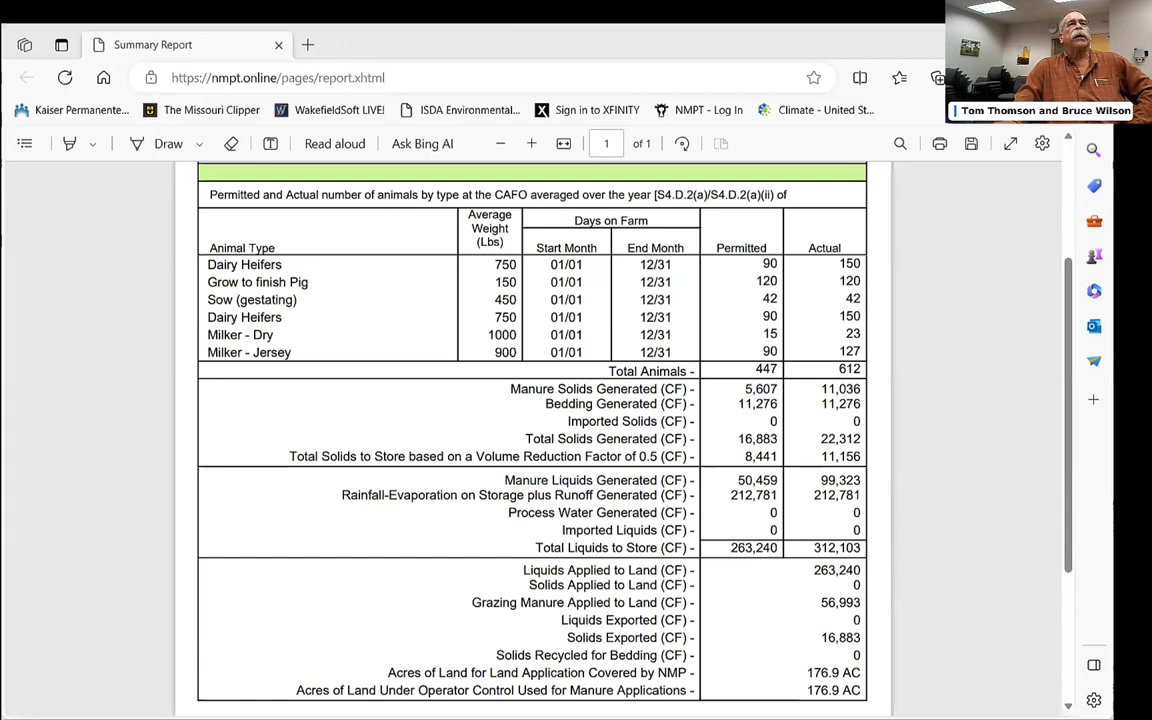 Summary Report
https://nmpt.online/pages/report.xhtml
Kaiser Permanente... The Missouri Clipper WakefieldSoft LIVE! ISDA Environmental... Sign in to XFINITY NMPT - Log In Climate - United St...
Tom Thomson and Bruce Wilson
Draw Read aloud Ask Bing AI 1 of 1
Permitted and Actual number of animals by type at the CAFO averaged over the year [S4.D.2(a)/S4.D.2(a)(ii) of
Animal Type Average Weight (Lbs) Days on Farm Start Month End Month Permitted Actual
Dairy Heifers 750 01/01 12/31 90 150
Grow to finish Pig 150 01/01 12/31 120 120
Sow (gestating) 450 01/01 12/31 42 42
Dairy Heifers 750 01/01 12/31 90 150
Milker - Dry 1000 01/01 12/31 15 23
Milker - Jersey 900 01/01 12/31 90 127
Total Animals - 447 612
Manure Solids Generated (CF) - 5,607 11,036
Bedding Generated (CF) - 11,276 11,276
Imported Solids (CF) - 0 0
Total Solids Generated (CF) - 16,883 22,312
Total Solids to Store based on a Volume Reduction Factor of 0.5 (CF) - 8,441 11,156
Manure Liquids Generated (CF) - 50,459 99,323
Rainfall-Evaporation on Storage plus Runoff Generated (CF) - 212,781 212,781
Process Water Generated (CF) - 0 0
Imported Liquids (CF) - 0 0
Total Liquids to Store (CF) - 263,240 312,103
Liquids Applied to Land (CF) - 263,240
Solids Applied to Land (CF) - 0
Grazing Manure Applied to Land (CF) - 56,993
Liquids Exported (CF) - 0
Solids Exported (CF) - 16,883
Solids Recycled for Bedding (CF) - 0
Acres of Land for Land Application Covered by NMP - 176.9 AC
Acres of Land Under Operator Control Used for Manure Applications - 176.9 AC